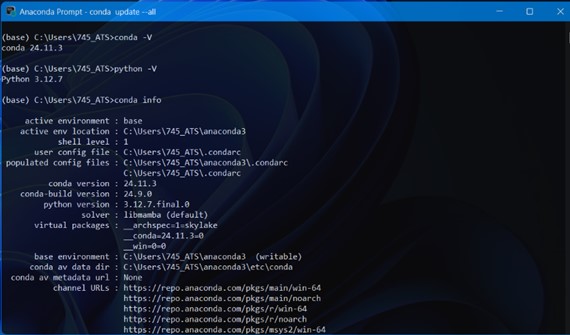 Anaconda Prompt - conda update --all
(base) C:\Users\745_ATS>conda -V
conda 24.11.3
(base) C:\Users\745_ATS>python -V
Python 3.12.7
(base) C:\Users\745_ATS>conda info
active environment : base
active env location : C:\Users\745_ATS\anaconda3
shell level : 1
user config file : C:\Users\745_ATS\.condarc
populated config files : C:\Users\745_ATS\anaconda3\.condarc
C:\Users\745_ATS\.condarc
conda version : 24.11.3
conda-build version : 24.9.0
python version : 3.12.7.final.0
solver : libmamba (default)
virtual packages : __archspec=1=skylake
__conda=24.11.3=0
__win=0=0
base environment : C:\Users\745_ATS\anaconda3  (writable)
conda av data dir : C:\Users\745_ATS\anaconda3\etc\conda
conda av metadata url : None
channel URLs : https://repo.anaconda.com/pkgs/main/win-64
https://repo.anaconda.com/pkgs/main/noarch
https://repo.anaconda.com/pkgs/r/win-64
https://repo.anaconda.com/pkgs/r/noarch
https://repo.anaconda.com/pkgs/msys2/win-64